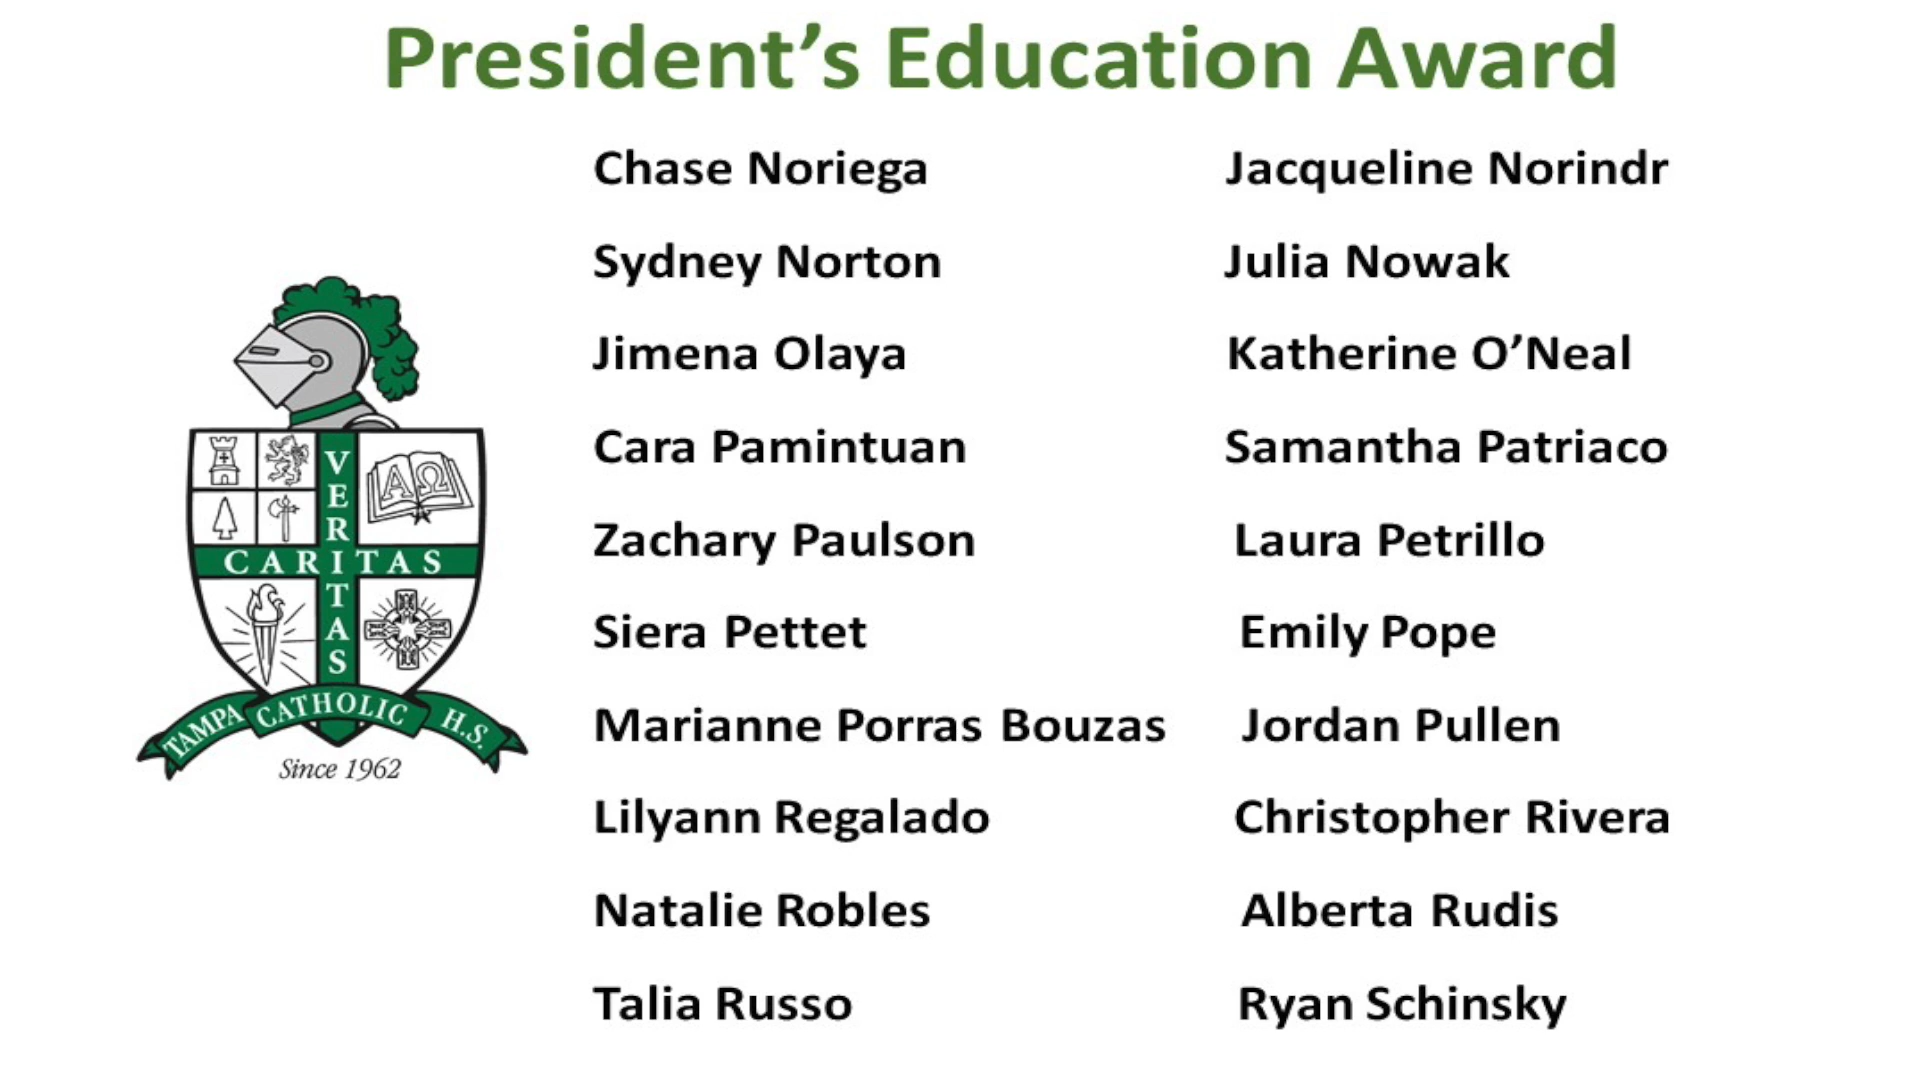 President’s Education Award
Chase Noriega Jacqueline Norindr
Sydney Norton Julia Nowak
Jimena Olaya Katherine O’Neal
Cara Pamintuan Samantha Patriaco
Zachary Paulson Laura Petrillo
Siera Pettet Emily Pope
Marianne Porras Bouzas Jordan Pullen
Lilyann Regalado Christopher Rivera
Natalie Robles Alberta Rudis
Talia Russo Ryan Schinsky
VERITAS
ΑΩ
CARITAS
TAMPA CATHOLIC H.S.
Since 1962